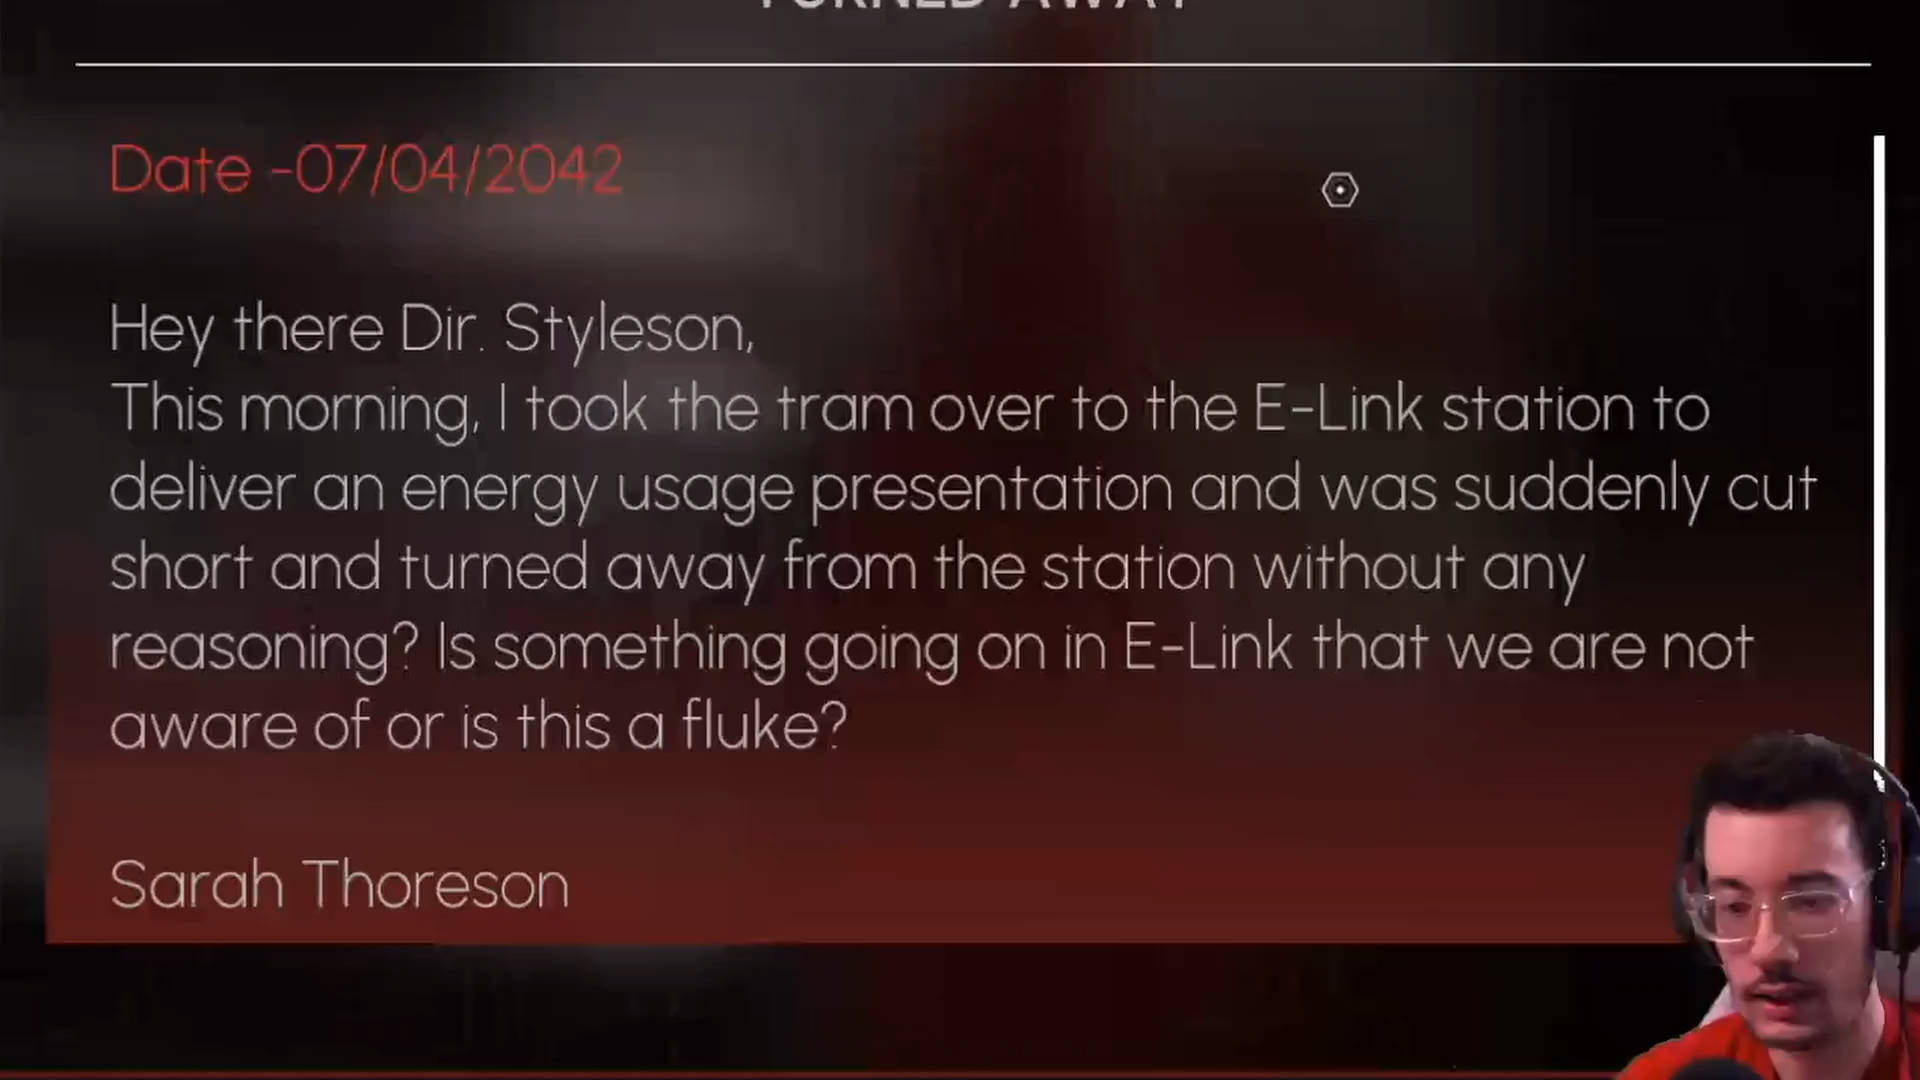 TURNED AWAY
Date -07/04/2042
Hey there Dir. Styleson,
This morning, I took the tram over to the E-Link station to
deliver an energy usage presentation and was suddenly cut
short and turned away from the station without any
reasoning? Is something going on in E-Link that we are not
aware of or is this a fluke?
Sarah Thoreson